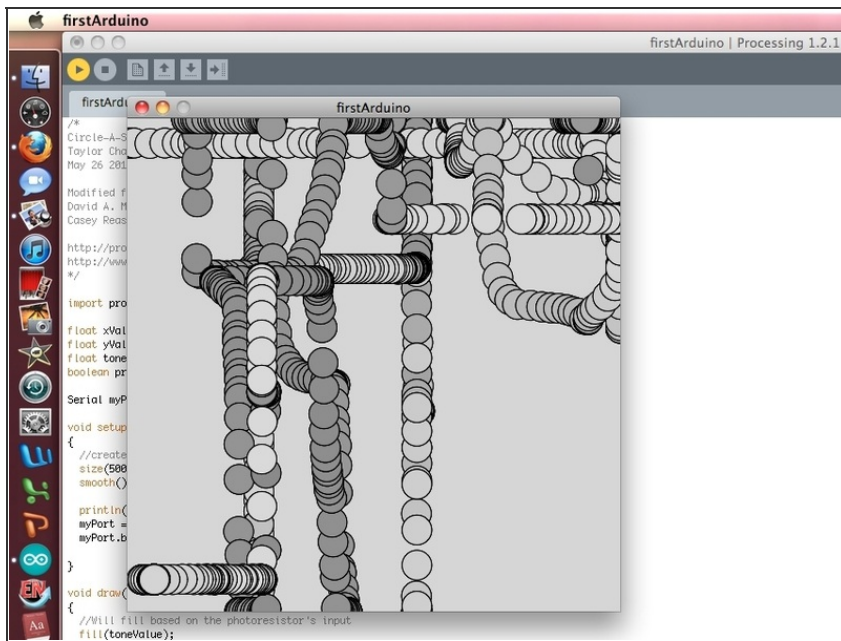 firstArduino
firstArduino | Processing 1.2.1
firstArduino
/*
Circle-A-S
Taylor Cha
May 26 201
Modified f
David A. M
Casey Reas
http://pro
http://www
*/
import pro
float xVal
float yVal
float tone
boolean pr
Serial myP
void setup
{
//create
size(500
smooth()
println(
myPort =
myPort.b
}
void draw(
{
//Will fill based on the photoresistor's input
fill(toneValue);
Aa